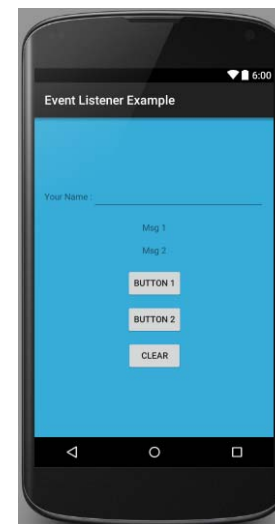 6:00
Event Listener Example
Your Name :
Msg 1
Msg 2
BUTTON 1
BUTTON 2
CLEAR